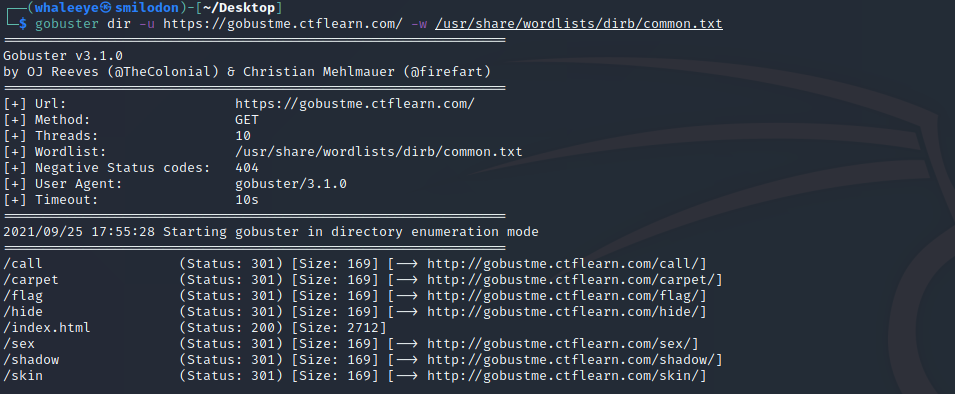 ┌──(whaleeye㉿smilodon)-[~/Desktop]
└─$ gobuster dir -u https://gobustme.ctflearn.com/ -w /usr/share/wordlists/dirb/common.txt
===============================================================
Gobuster v3.1.0
by OJ Reeves (@TheColonial) & Christian Mehlmauer (@firefart)
===============================================================
[+] Url:                     https://gobustme.ctflearn.com/
[+] Method:                  GET
[+] Threads:                 10
[+] Wordlist:                /usr/share/wordlists/dirb/common.txt
[+] Negative Status codes:   404
[+] User Agent:              gobuster/3.1.0
[+] Timeout:                 10s
===============================================================
2021/09/25 17:55:28 Starting gobuster in directory enumeration mode
===============================================================
/call                 (Status: 301) [Size: 169] [--> http://gobustme.ctflearn.com/call/]
/carpet               (Status: 301) [Size: 169] [--> http://gobustme.ctflearn.com/carpet/]
/flag                 (Status: 301) [Size: 169] [--> http://gobustme.ctflearn.com/flag/]
/hide                 (Status: 301) [Size: 169] [--> http://gobustme.ctflearn.com/hide/]
/index.html           (Status: 200) [Size: 2712]
/sex                  (Status: 301) [Size: 169] [--> http://gobustme.ctflearn.com/sex/]
/shadow               (Status: 301) [Size: 169] [--> http://gobustme.ctflearn.com/shadow/]
/skin                 (Status: 301) [Size: 169] [--> http://gobustme.ctflearn.com/skin/]